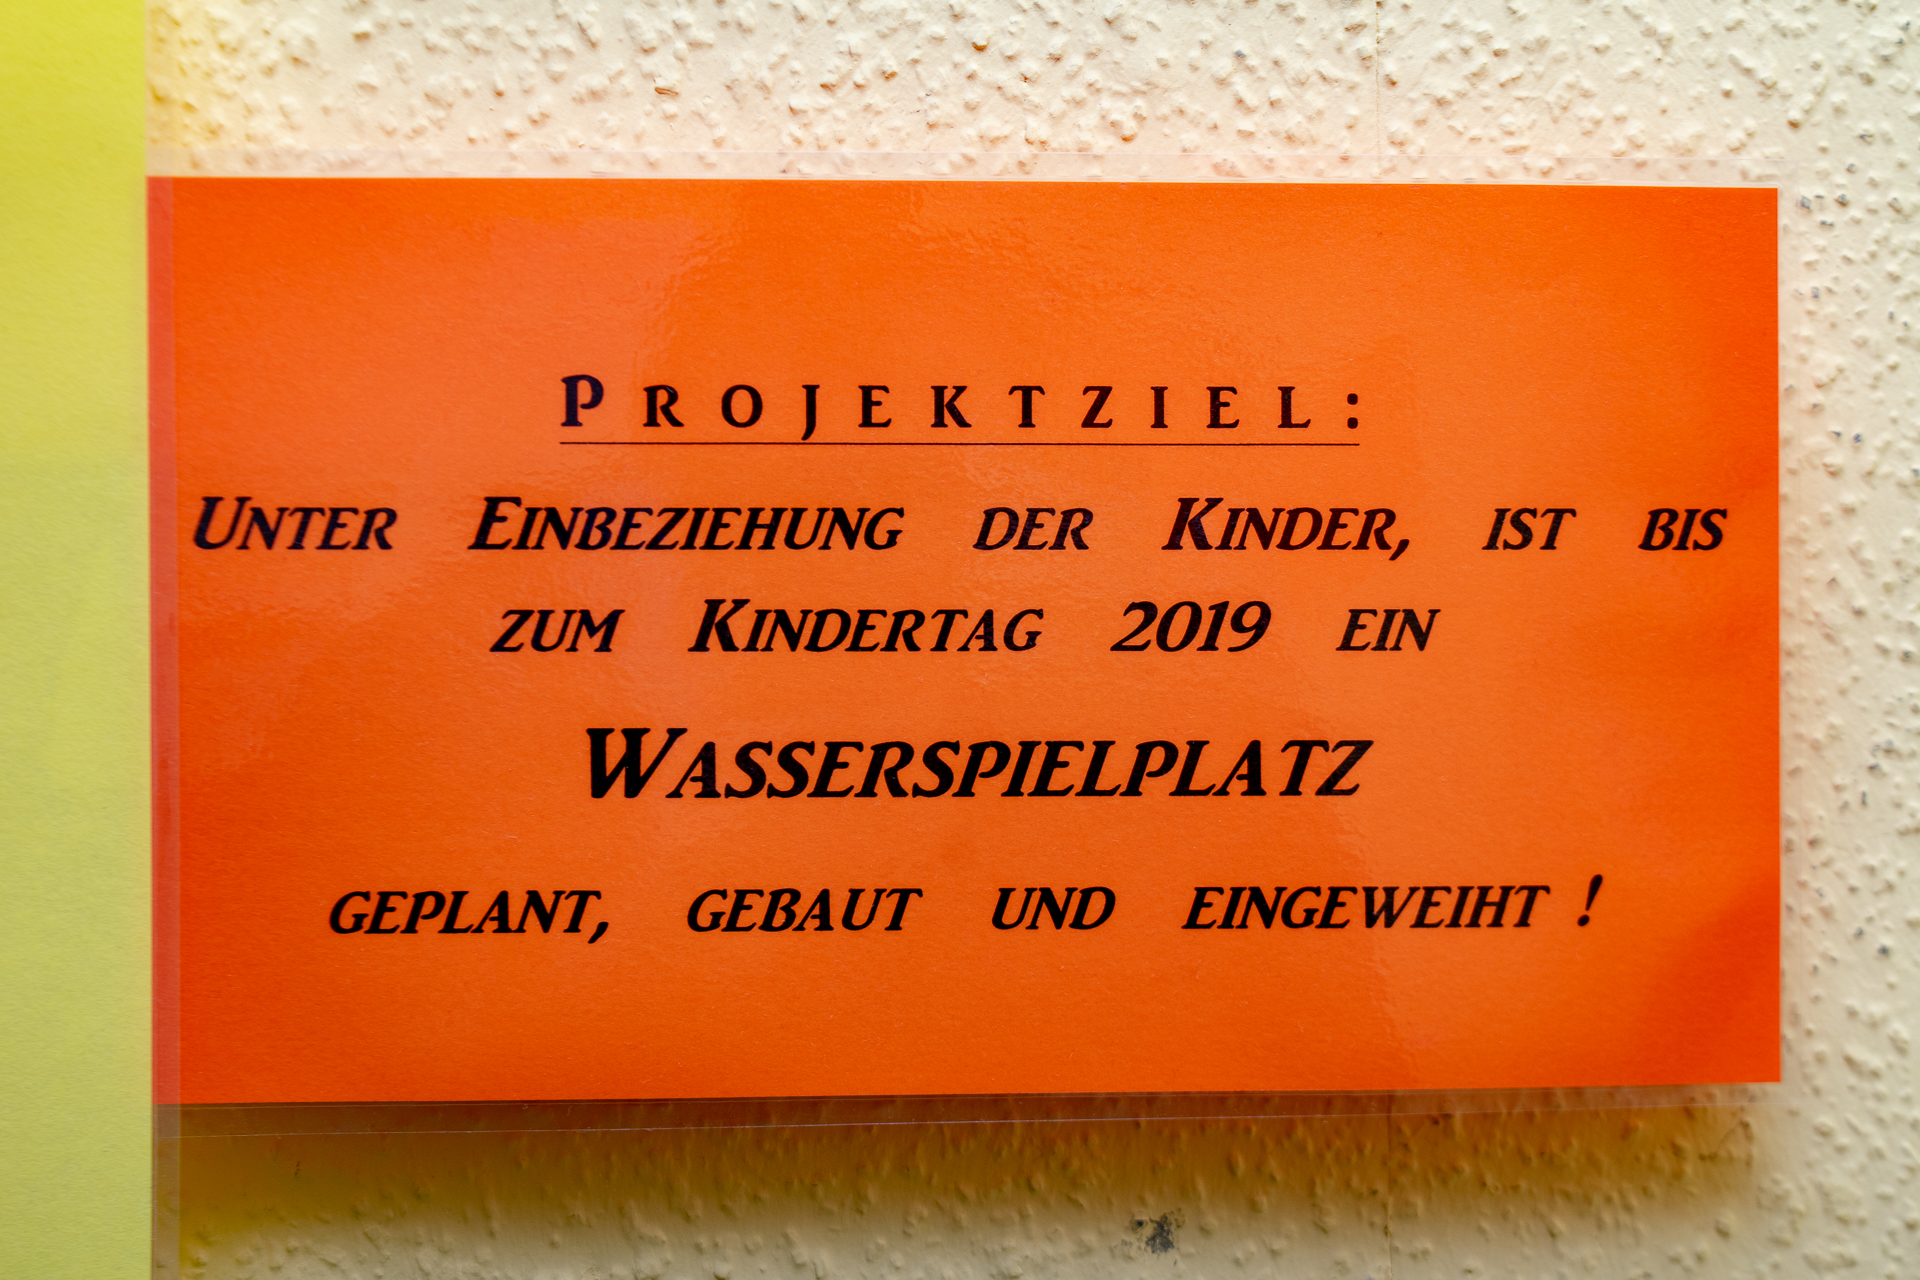 Projektziel:
Unter Einbeziehung der Kinder, ist bis
zum Kindertag 2019 ein
Wasserspielplatz
geplant, gebaut und eingeweiht !